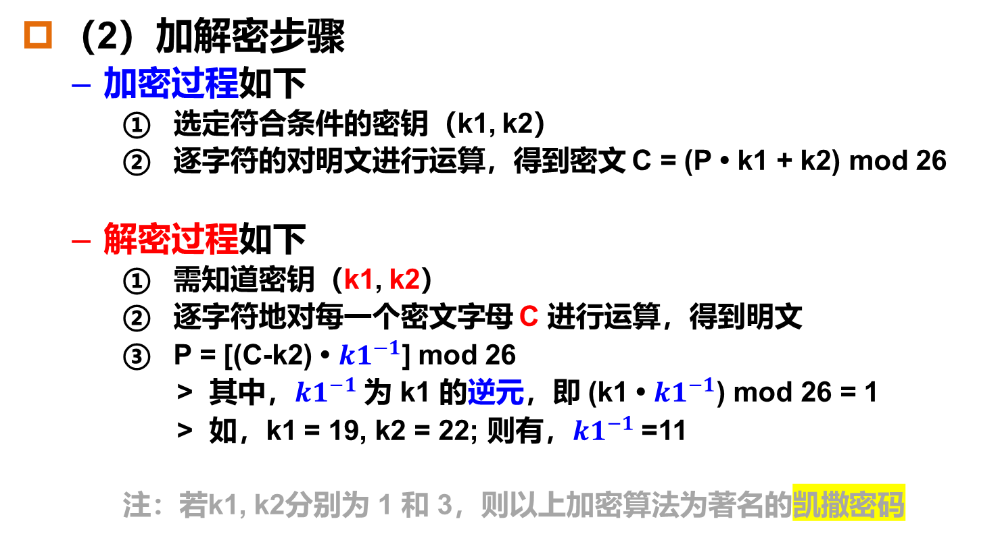 （2）加解密步骤
– 加密过程如下
① 选定符合条件的密钥（k1, k2）
② 逐字符的对明文进行运算，得到密文 C = (P • k1 + k2) mod 26
– 解密过程如下
① 需知道密钥（k1, k2）
② 逐字符地对每一个密文字母 C 进行运算，得到明文
③ P = [(C-k2) • k1⁻¹] mod 26
> 其中，k1⁻¹ 为 k1 的逆元，即 (k1 • k1⁻¹) mod 26 = 1
> 如，k1 = 19, k2 = 22; 则有，k1⁻¹ =11
注：若k1, k2分别为 1 和 3，则以上加密算法为著名的凯撒密码